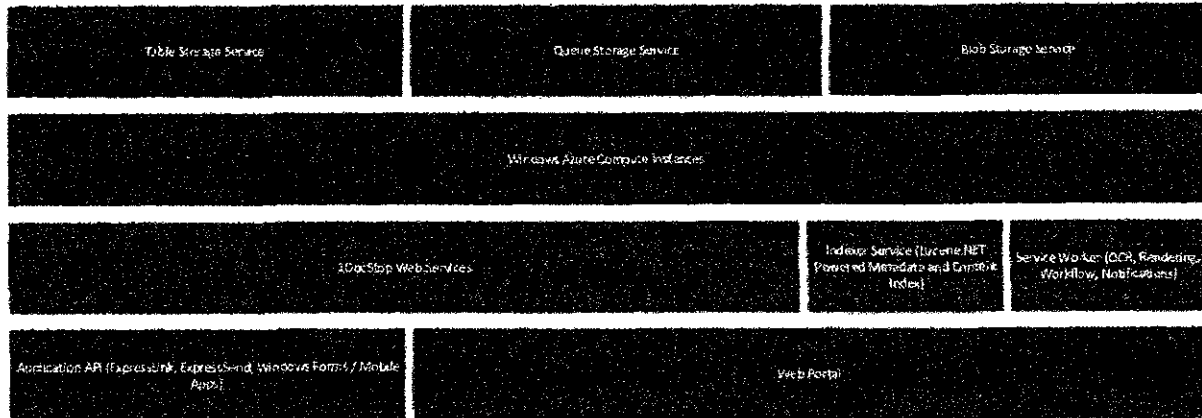 Table Storage Service
Queue Storage Service
Blob Storage Service
Windows Azure Compute Instances
1DocStop Web Services
Indexer Service (Lucene.NET
Powered Metadata and Content
Index)
Service Worker (OCR, Rendering,
Workflow, Notifications)
Application API (ExpressLink, ExpressSend, Windows Forms / Mobile
Apps)
Web Portal